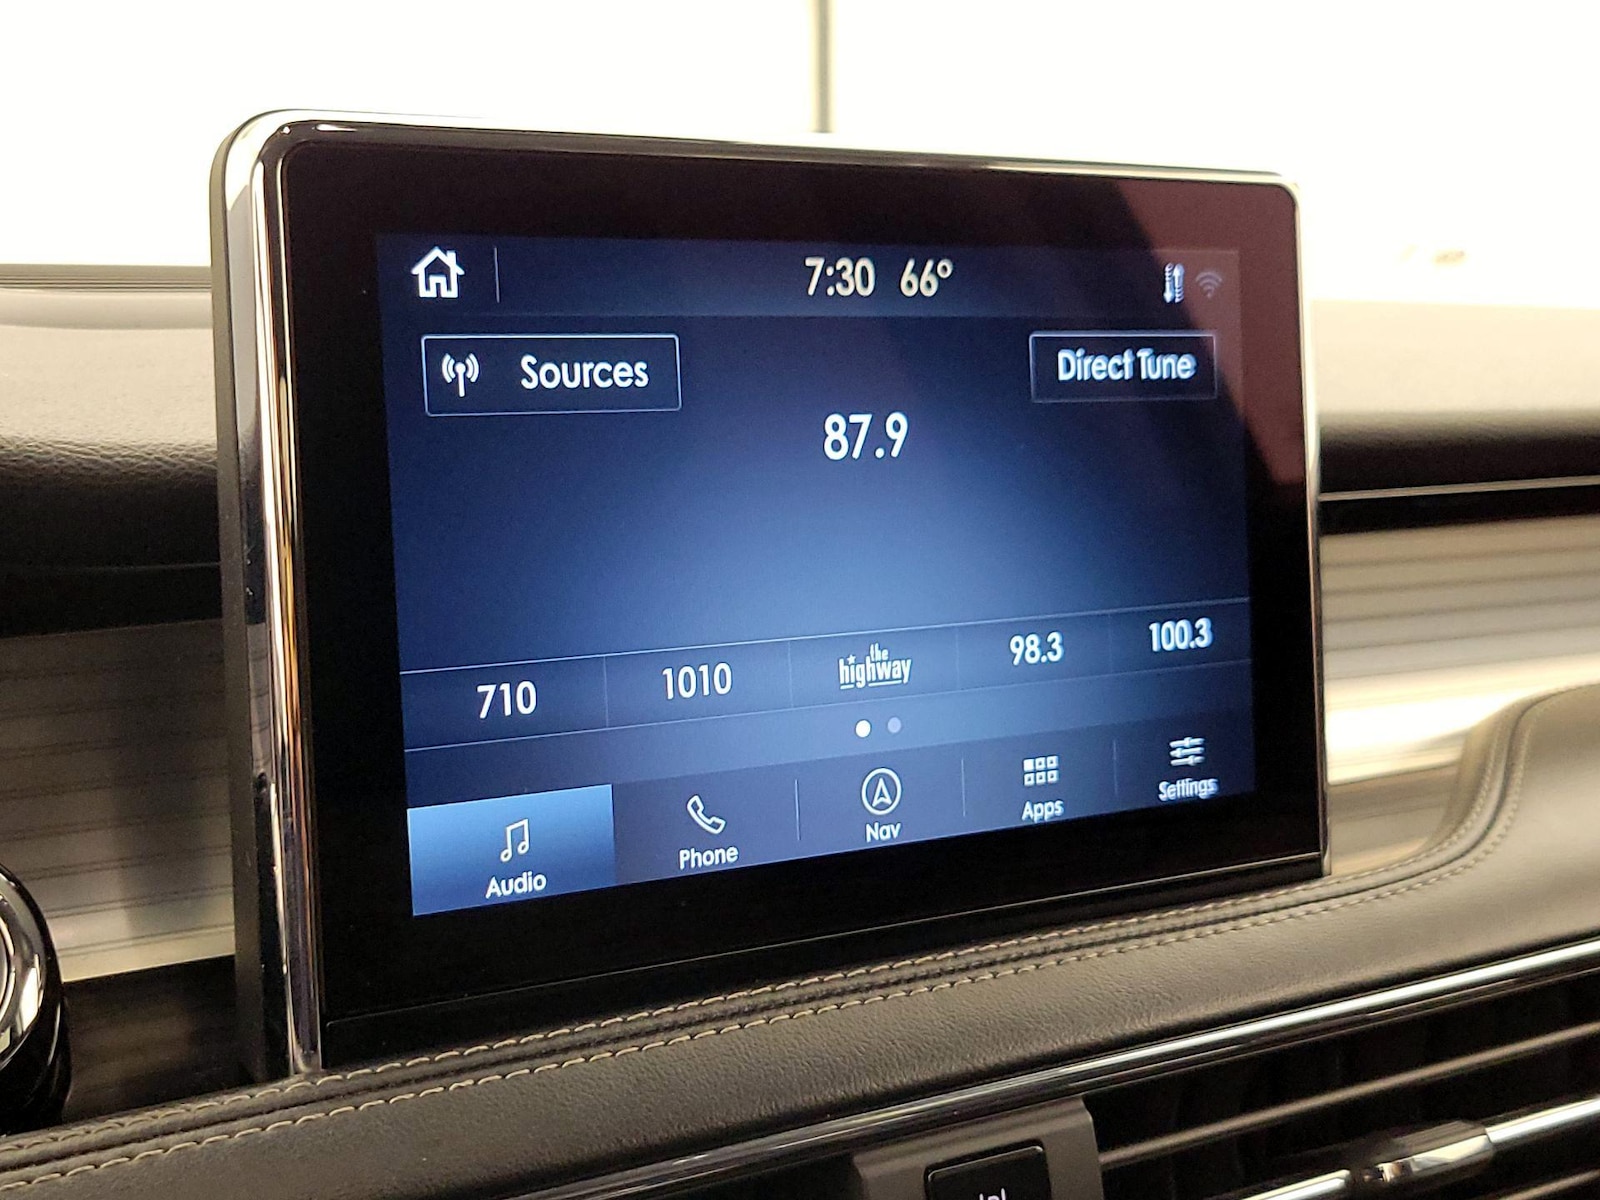 7:30 66°
Sources
Direct Tune
87.9
710
1010
the highway
98.3
100.3
Audio
Phone
Nav
Apps
Settings